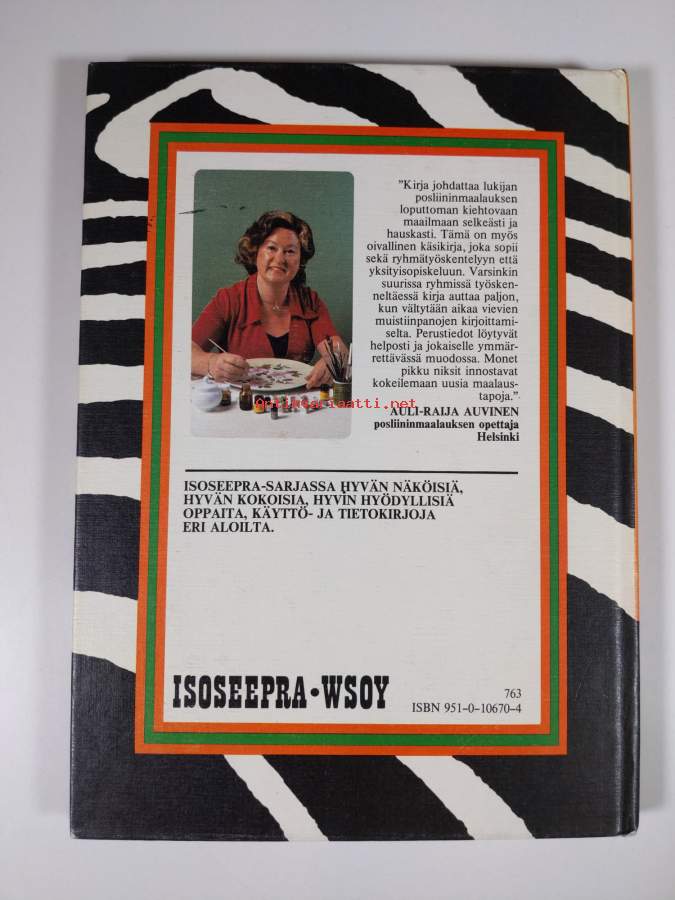 "Kirja johdattaa lukijan
posliininmaalauksen
loputtoman kiehtovaan
maailmaan selkeästi ja
hauskasti. Tämä on myös
oivallinen käsikirja, joka sopii
sekä ryhmätyöskentelyyn että
yksityisopiskeluun. Varsinkin
suurissa ryhmissä työsken-
neltäessä kirja auttaa paljon,
kun vältytään aikaa vievien
muistiinpanojen kirjoittami-
selta. Perustiedot löytyvät
helposti ja jokaiselle ymmär-
rettävässä muodossa. Monet
pikku niksit innostavat
kokeilemaan uusia maalaus-
tapoja."
Antikvariaatti.net
AULI-RAIJA AUVINEN
posliininmaalauksen opettaja
Helsinki
ISOSEEPRA-SARJASSA HYVÄN NÄKÖISIÄ,
HYVÄN KOKOISIA, HYVIN HYÖDYLLISIÄ
OPPAITA, KÄYTTÖ- JA TIETOKIRJOJA
ERI ALOILTA.
ISOSEEPRA•WSOY
763
ISBN 951-0-10670-4